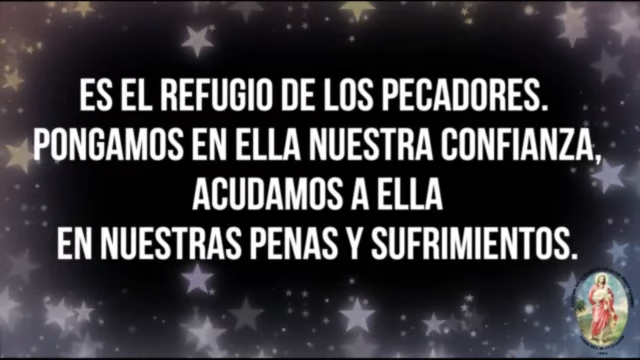 ES EL REFUGIO DE LOS PECADORES.
PONGAMOS EN ELLA NUESTRA CONFIANZA,
ACUDAMOS A ELLA
EN NUESTRAS PENAS Y SUFRIMIENTOS.